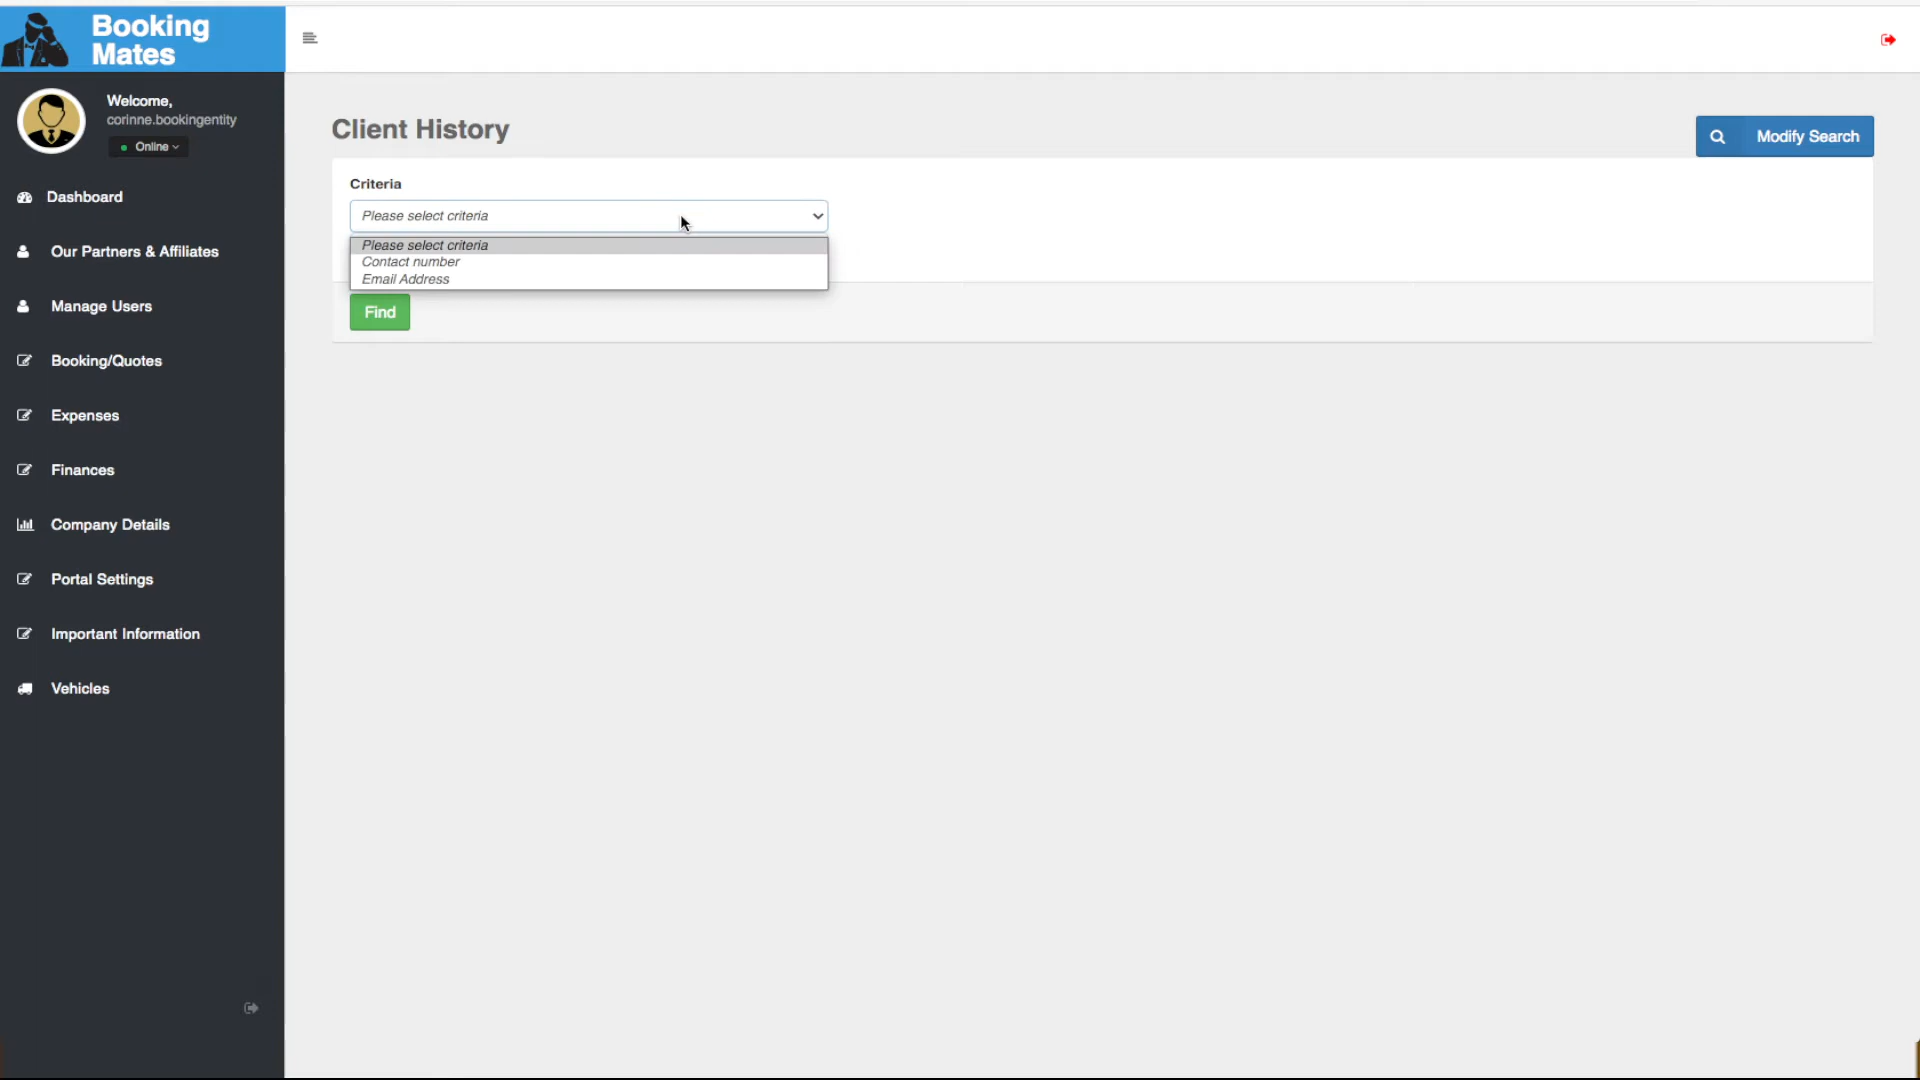 Booking
Mates
Welcome,
corinne.bookingentity
Online
Dashboard
Our Partners & Affiliates
Manage Users
Booking/Quotes
Expenses
Finances
Company Details
Portal Settings
Important Information
Vehicles
Client History
Modify Search
Criteria
Please select criteria
Please select criteria
Contact number
Email Address
Find